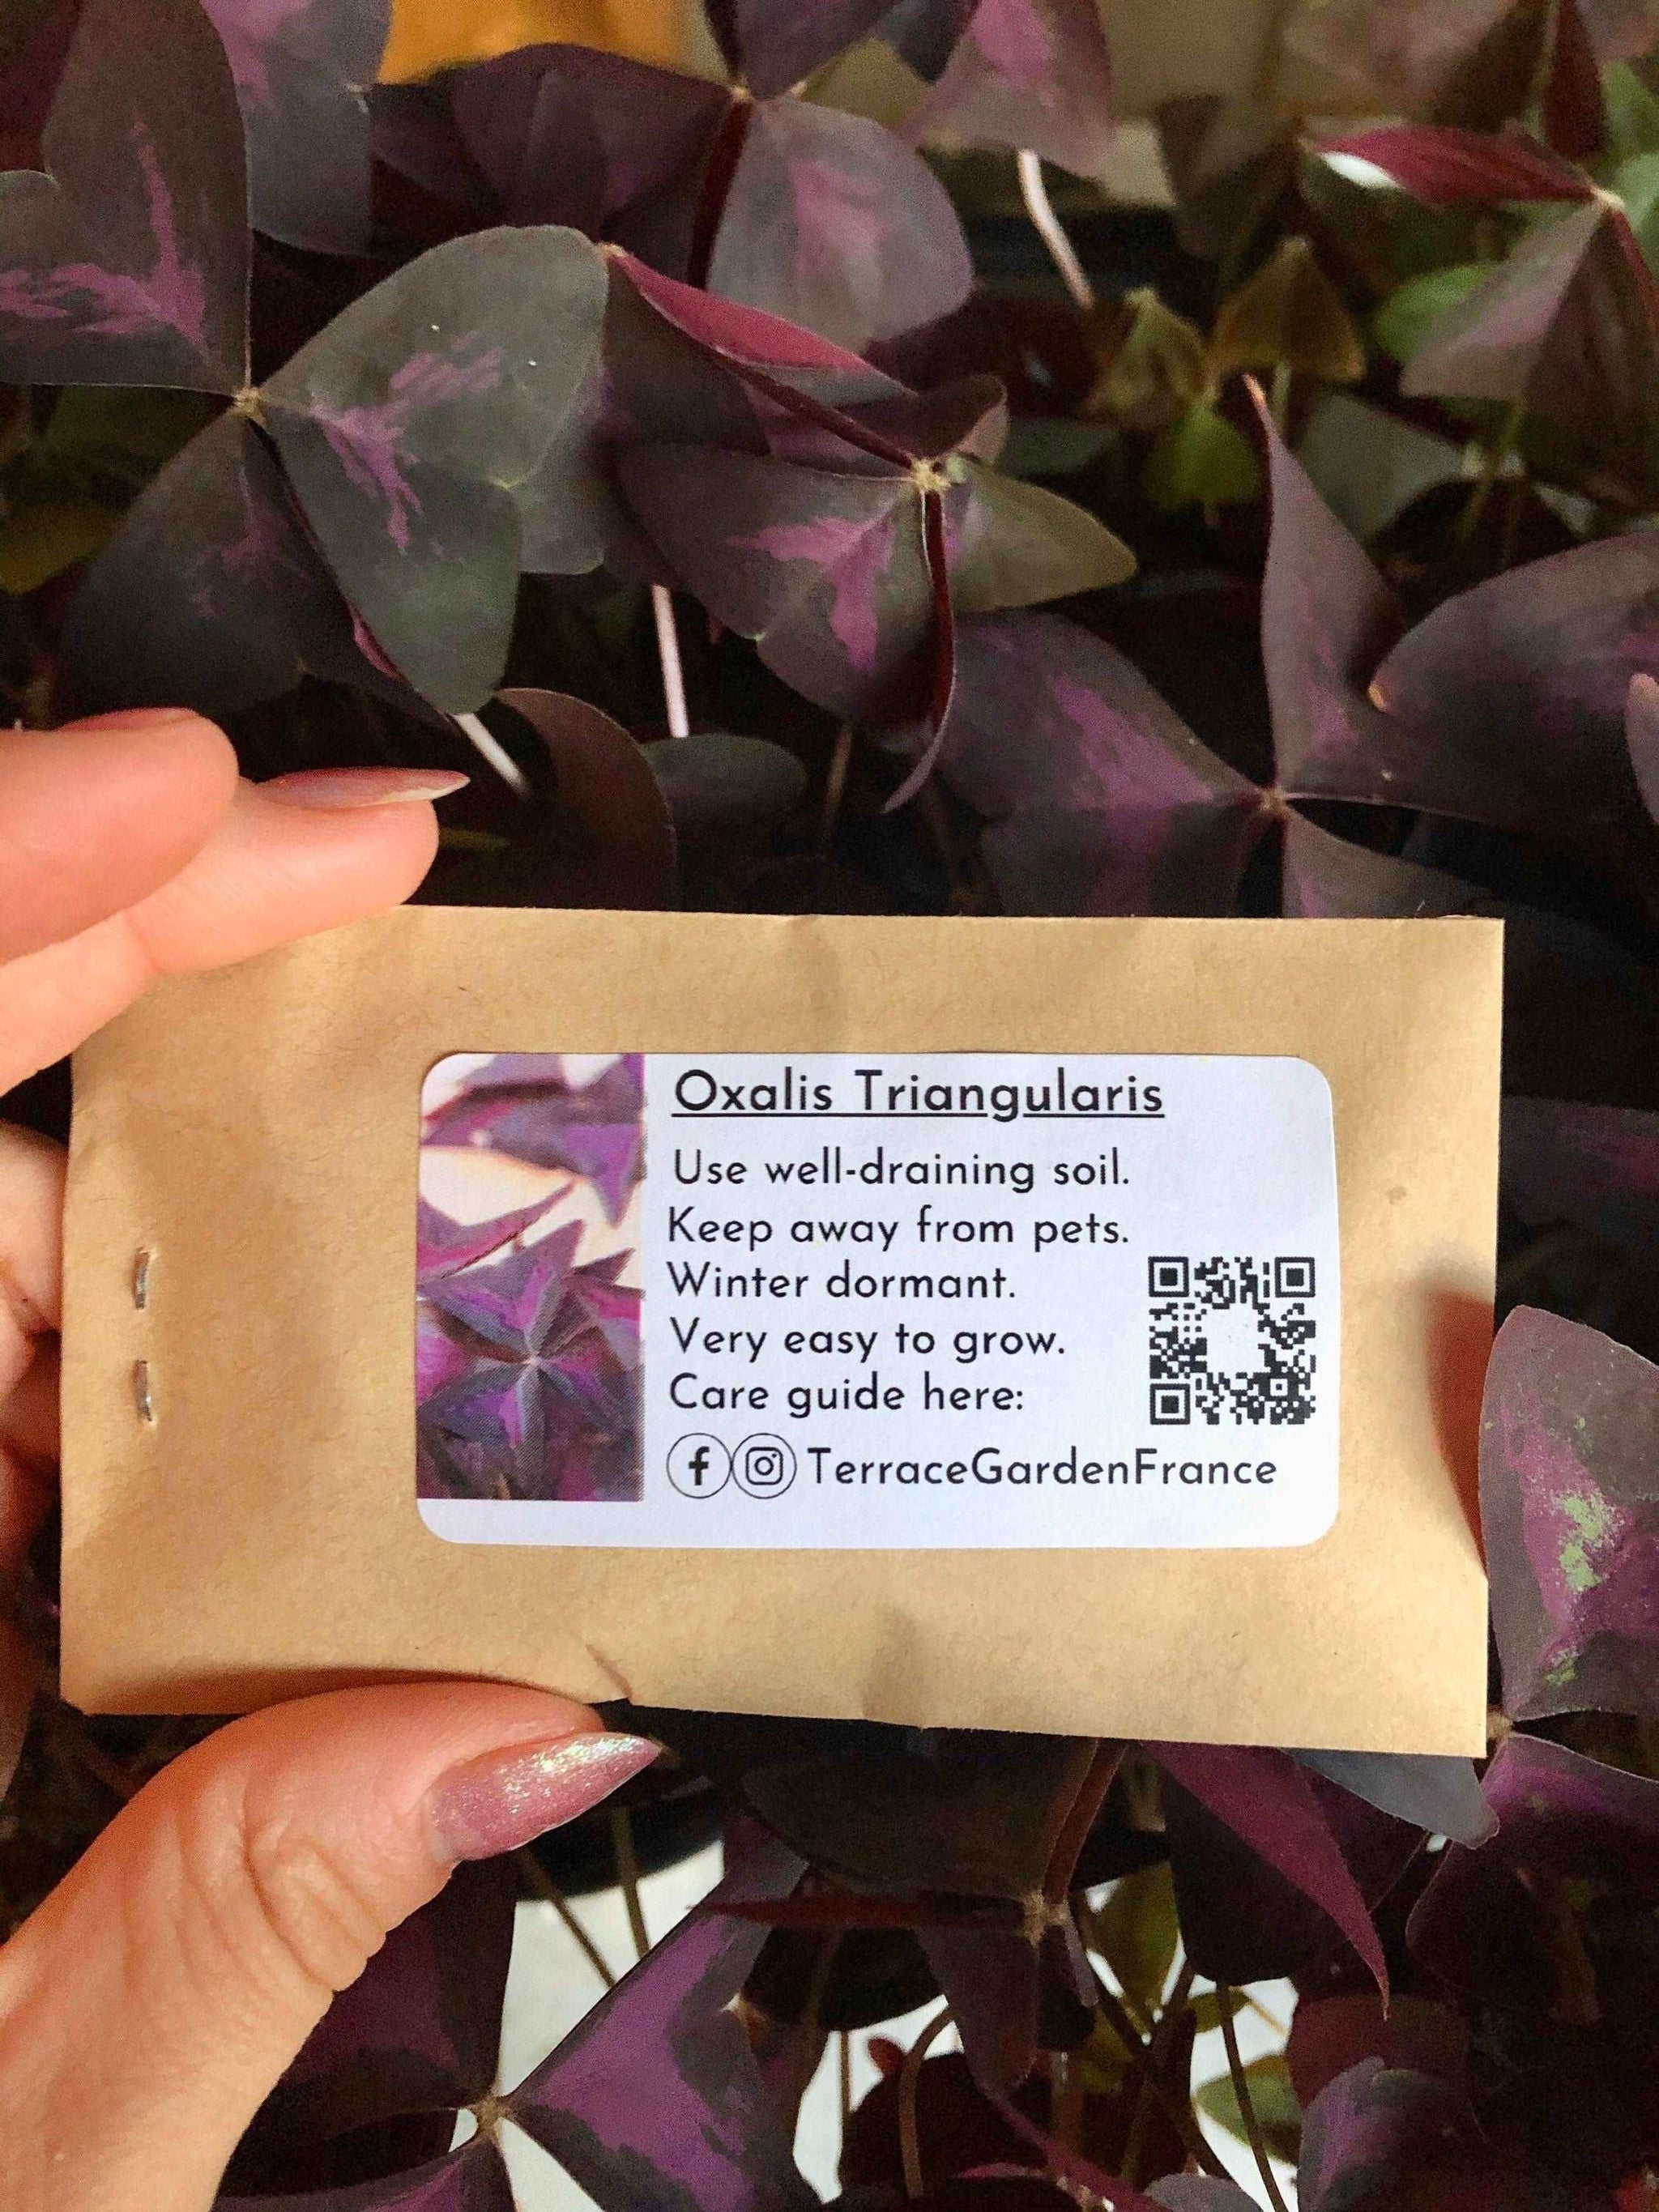 Oxalis Triangularis
Use well-draining soil.
Keep away from pets.
Winter dormant.
Very easy to grow.
Care guide here:
TerraceGardenFrance